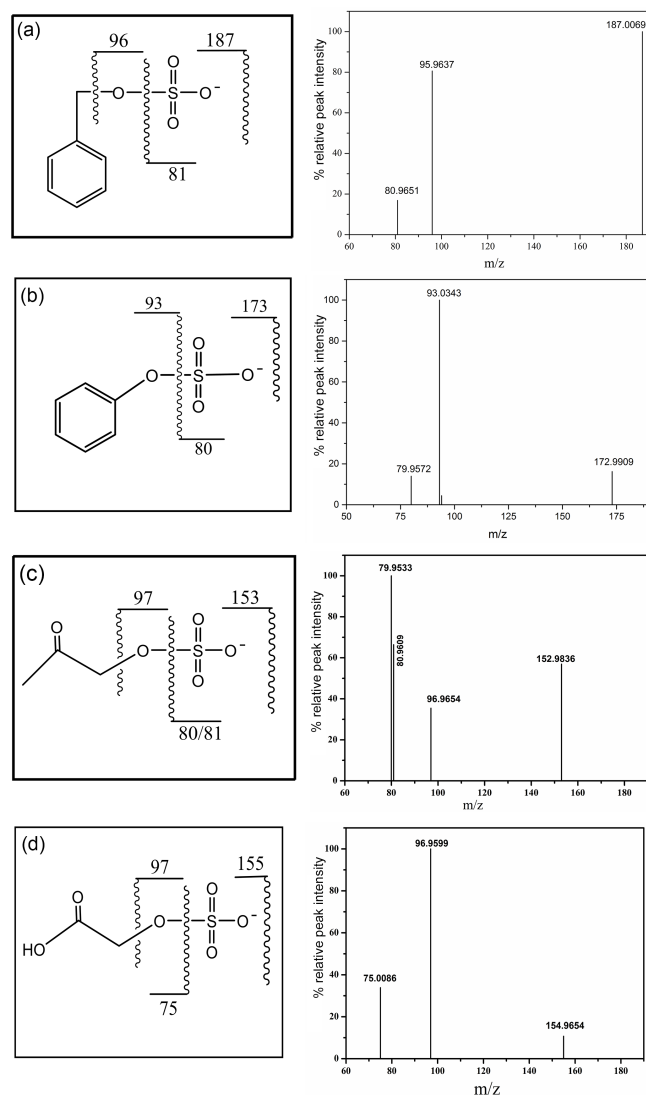 (a)
96 187
O S O⁻
O
O
81
% relative peak intensity
100
80
60
40
20
0
187.0069
95.9637
80.9651
60 80 100 120 140 160 180
m/z
(b)
93 173
O
O S O⁻
O
80
% relative peak intensity
100
80
60
40
20
0
93.0343
79.9572
172.9909
50 75 100 125 150 175
m/z
(c)
97 153
O O
O S O⁻
O
80/81
% relative peak intensity
100
80
60
40
20
0
79.9533
80.9609
96.9654
152.9836
60 80 100 120 140 160 180
m/z
(d)
97 155
O O
HO O S O⁻
O
75
% relative peak intensity
100
80
60
40
20
0
96.9599
75.0086
154.9654
60 80 100 120 140 160 180
m/z